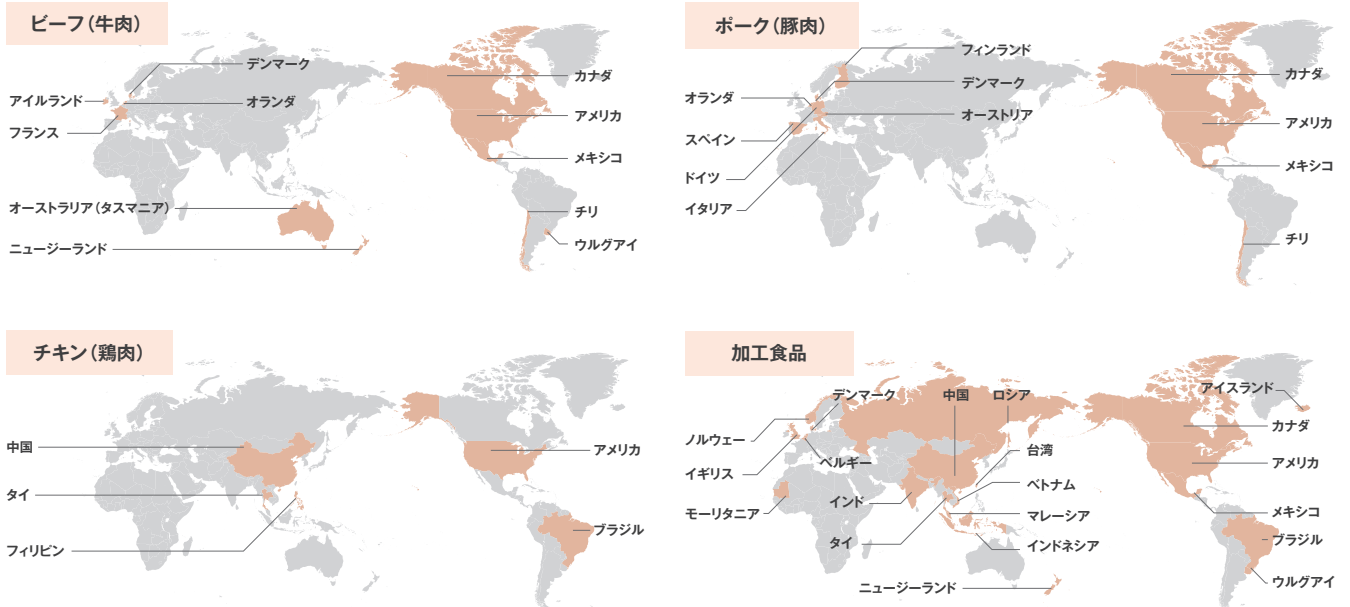 ビーフ（牛肉）
デンマーク
アイルランド
オランダ
フランス
オーストラリア（タスマニア）
ニュージーランド
カナダ
アメリカ
メキシコ
チリ
ウルグアイ
ポーク（豚肉）
フィンランド
デンマーク
オランダ
オーストリア
スペイン
ドイツ
イタリア
カナダ
アメリカ
メキシコ
チリ
チキン（鶏肉）
中国
タイ
フィリピン
アメリカ
ブラジル
加工食品
デンマーク
中国
ロシア
ノルウェー
イギリス
ベルギー
モーリタニア
インド
タイ
台湾
ベトナム
マレーシア
インドネシア
ニュージーランド
アイスランド
カナダ
アメリカ
メキシコ
ブラジル
ウルグアイ